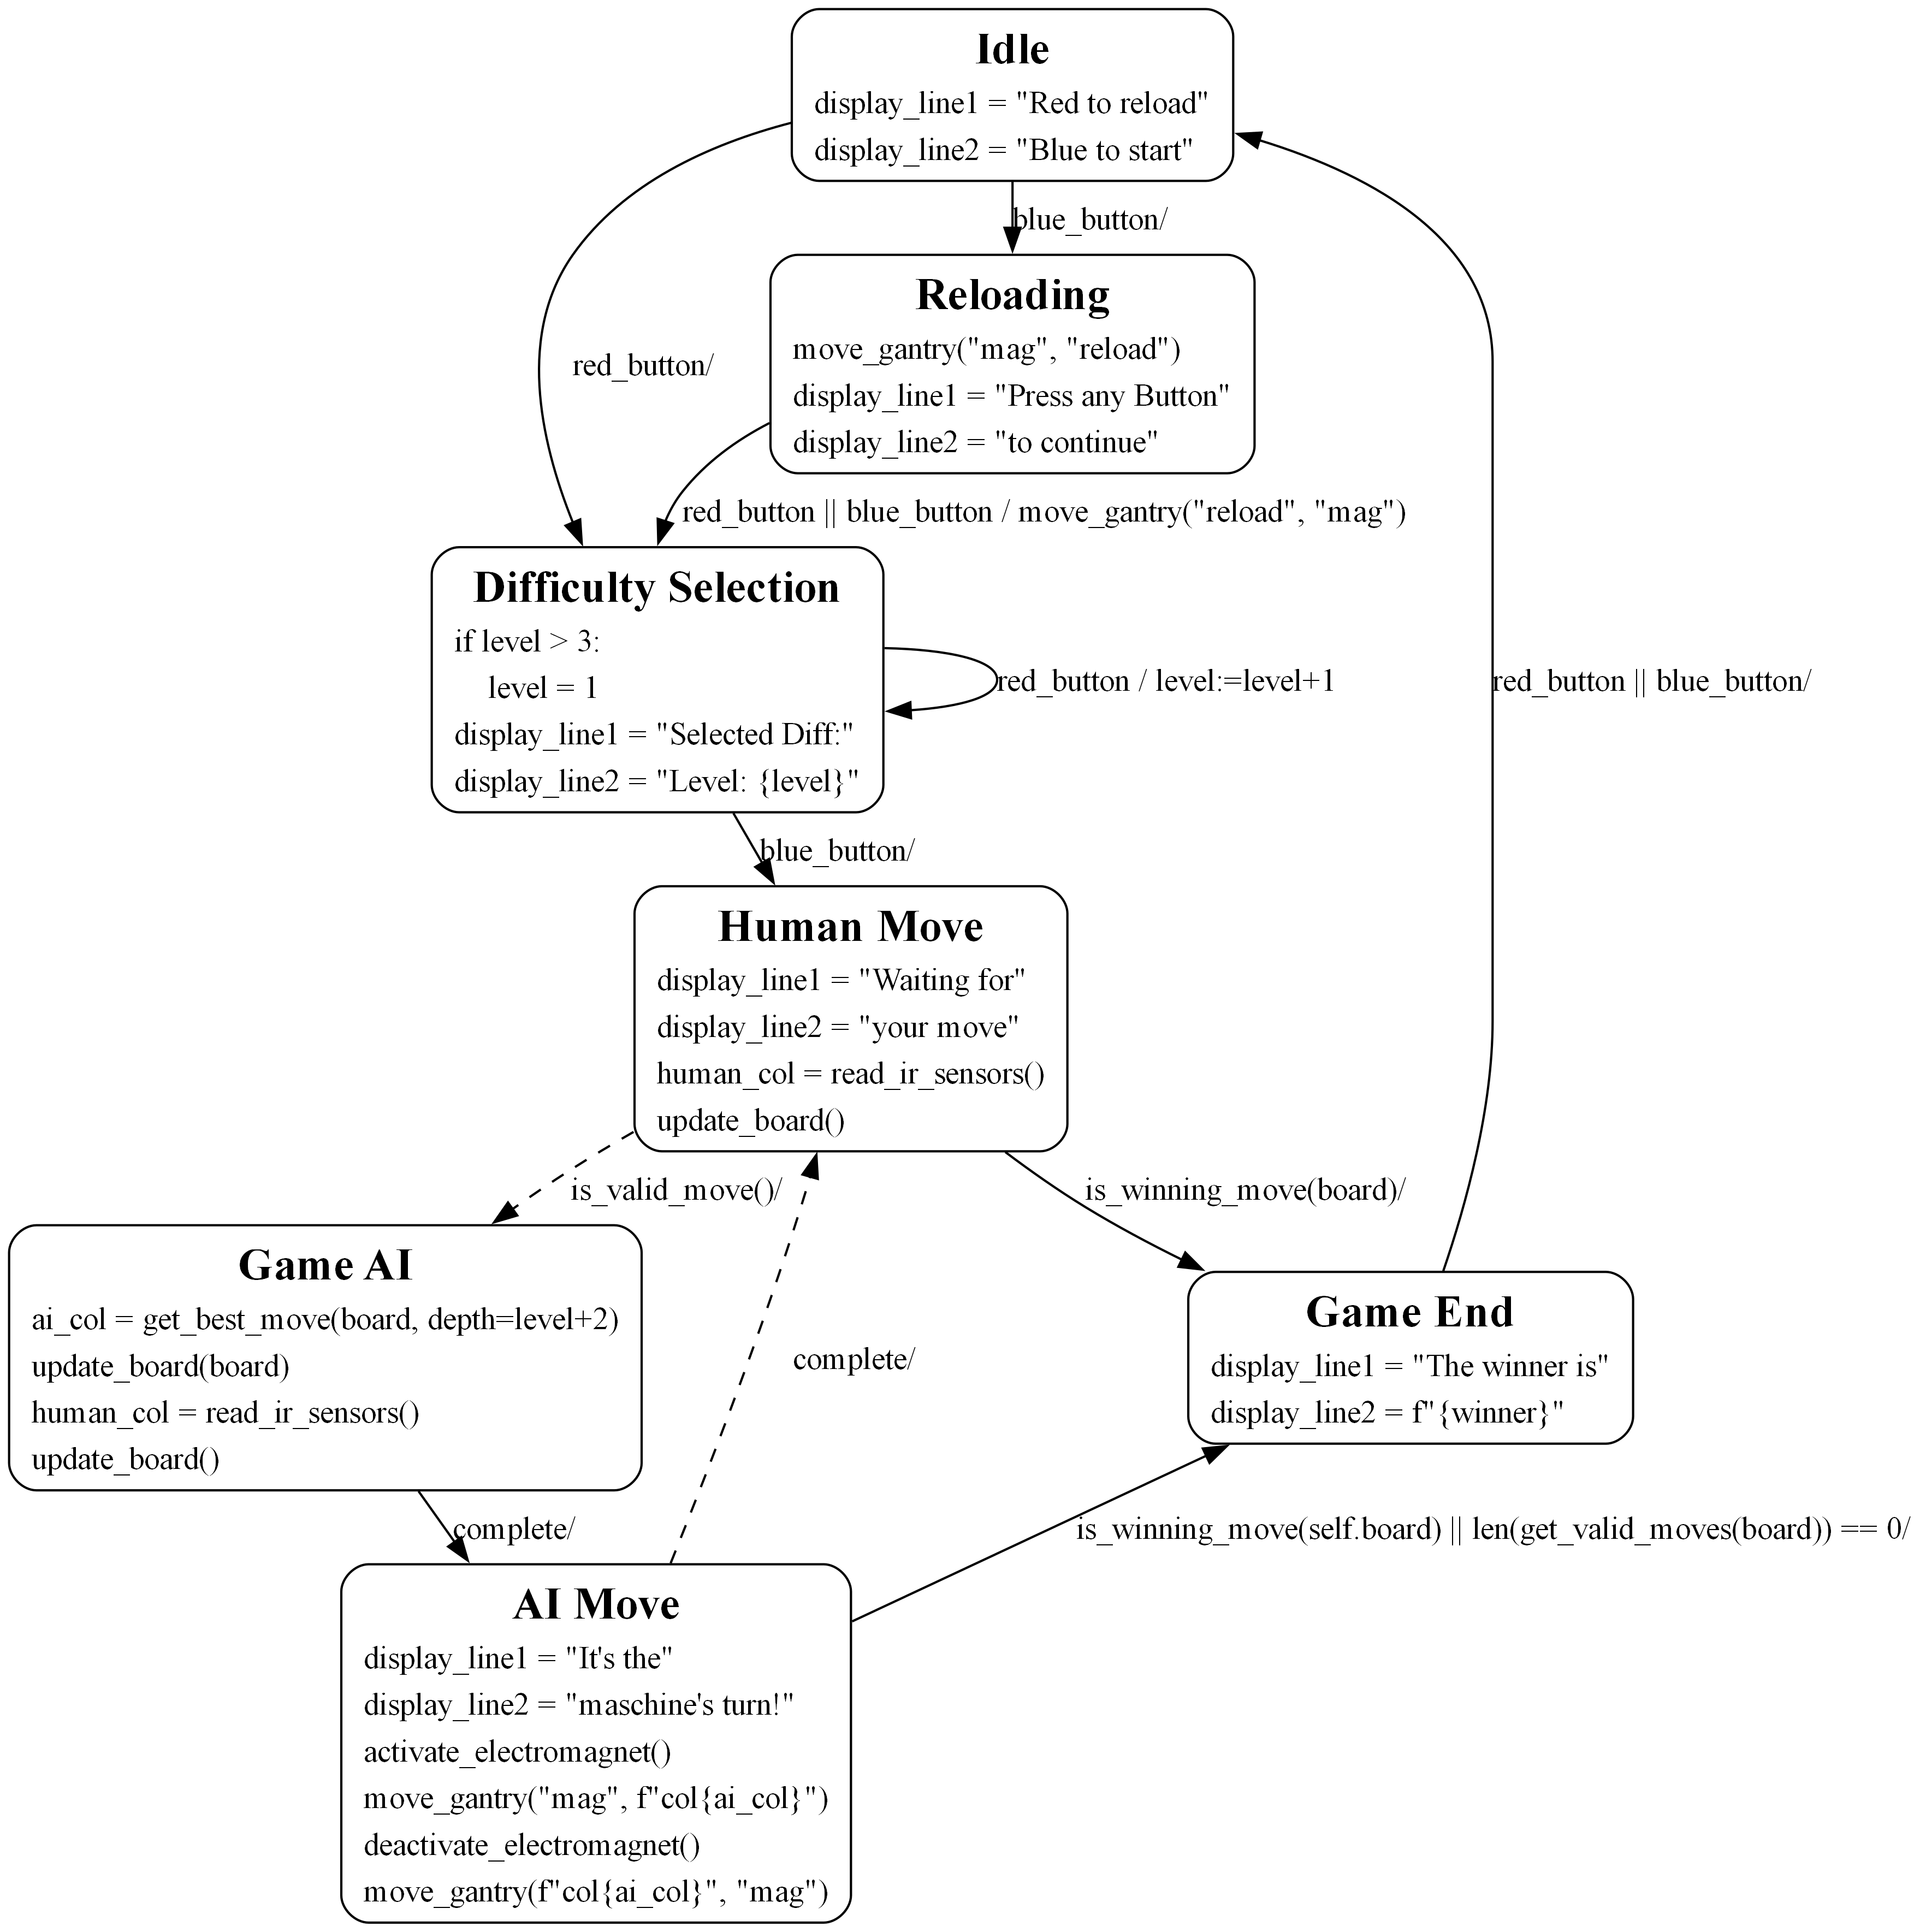 Idle
display_line1 = "Red to reload"
display_line2 = "Blue to start"
blue_button/
Reloading
move_gantry("mag", "reload")
display_line1 = "Press any Button"
display_line2 = "to continue"
red_button/
red_button || blue_button / move_gantry("reload", "mag")
Difficulty Selection
if level > 3:
level = 1
display_line1 = "Selected Diff:"
display_line2 = "Level: {level}"
red_button / level:=level+1
red_button || blue_button/
blue_button/
Human Move
display_line1 = "Waiting for"
display_line2 = "your move"
human_col = read_ir_sensors()
update_board()
is_valid_move()/
is_winning_move(board)/
Game AI
ai_col = get_best_move(board, depth=level+2)
update_board(board)
human_col = read_ir_sensors()
update_board()
complete/
Game End
display_line1 = "The winner is"
display_line2 = f"{winner}"
complete/
is_winning_move(self.board) || len(get_valid_moves(board)) == 0/
AI Move
display_line1 = "It's the"
display_line2 = "maschine's turn!"
activate_electromagnet()
move_gantry("mag", f"col{ai_col}")
deactivate_electromagnet()
move_gantry(f"col{ai_col}", "mag")